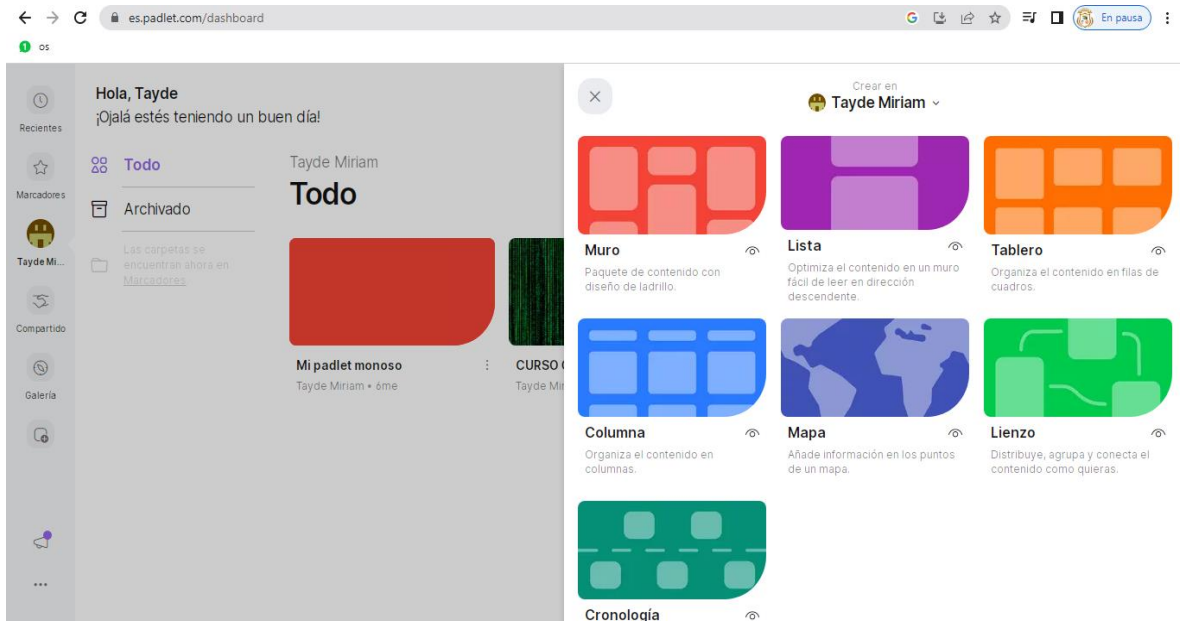 es.padlet.com/dashboard
En pausa
os
Recientes
Marcadores
Tayde Mi...
Compartido
Galería
Hola, Tayde
¡Ojalá estés teniendo un buen día!
Todo
Archivado
Las carpetas se
encuentran ahora en
Marcadores
Tayde Miriam
Todo
Mi padlet monoso
Tayde Miriam • 6me
CURSO
Tayde Mir
Crear en
Tayde Miriam
Muro
Paquete de contenido con
diseño de ladrillo.
Lista
Optimiza el contenido en un muro
fácil de leer en dirección
descendente.
Tablero
Organiza el contenido en filas de
cuadros.
Columna
Organiza el contenido en
columnas.
Mapa
Añade información en los puntos
de un mapa.
Lienzo
Distribuye, agrupa y conecta el
contenido como quieras.
Cronología